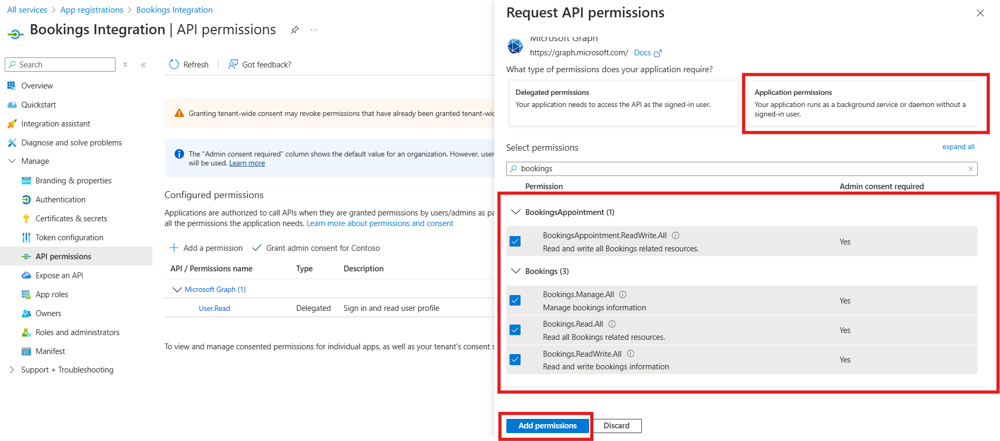 All services > App registrations > Bookings Integration
Bookings Integration | API permissions
...
Search
Overview
Quickstart
Integration assistant
Diagnose and solve problems
Manage
Branding & properties
Authentication
Certificates & secrets
Token configuration
API permissions
Expose an API
App roles
Owners
Roles and administrators
Manifest
Support + Troubleshooting
Refresh
Got feedback?
Granting tenant-wide consent may revoke permissions that have already been granted tenant-wid
The "Admin consent required" column shows the default value for an organization. However, user
will be used. Learn more
Configured permissions
Applications are authorized to call APIs when they are granted permissions by users/admins as pa
all the permissions the application needs. Learn more about permissions and consent
Add a permission
Grant admin consent for Contoso
API / Permissions name Type Description
Microsoft Graph (1)
User.Read Delegated Sign in and read user profile
To view and manage consented permissions for individual apps, as well as your tenant's consent s
Request API permissions
Microsoft Graph
https://graph.microsoft.com/ Docs
What type of permissions does your application require?
Delegated permissions
Your application needs to access the API as the signed-in user.
Application permissions
Your application runs as a background service or daemon without a
signed-in user.
Select permissions
expand all
bookings
Permission Admin consent required
BookingsAppointment (1)
BookingsAppointment.ReadWrite.All
Read and write all Bookings related resources.
Yes
Bookings (3)
Bookings.Manage.All
Manage bookings information
Yes
Bookings.Read.All
Read all Bookings related resources.
Yes
Bookings.ReadWrite.All
Read and write bookings information
Yes
Add permissions
Discard